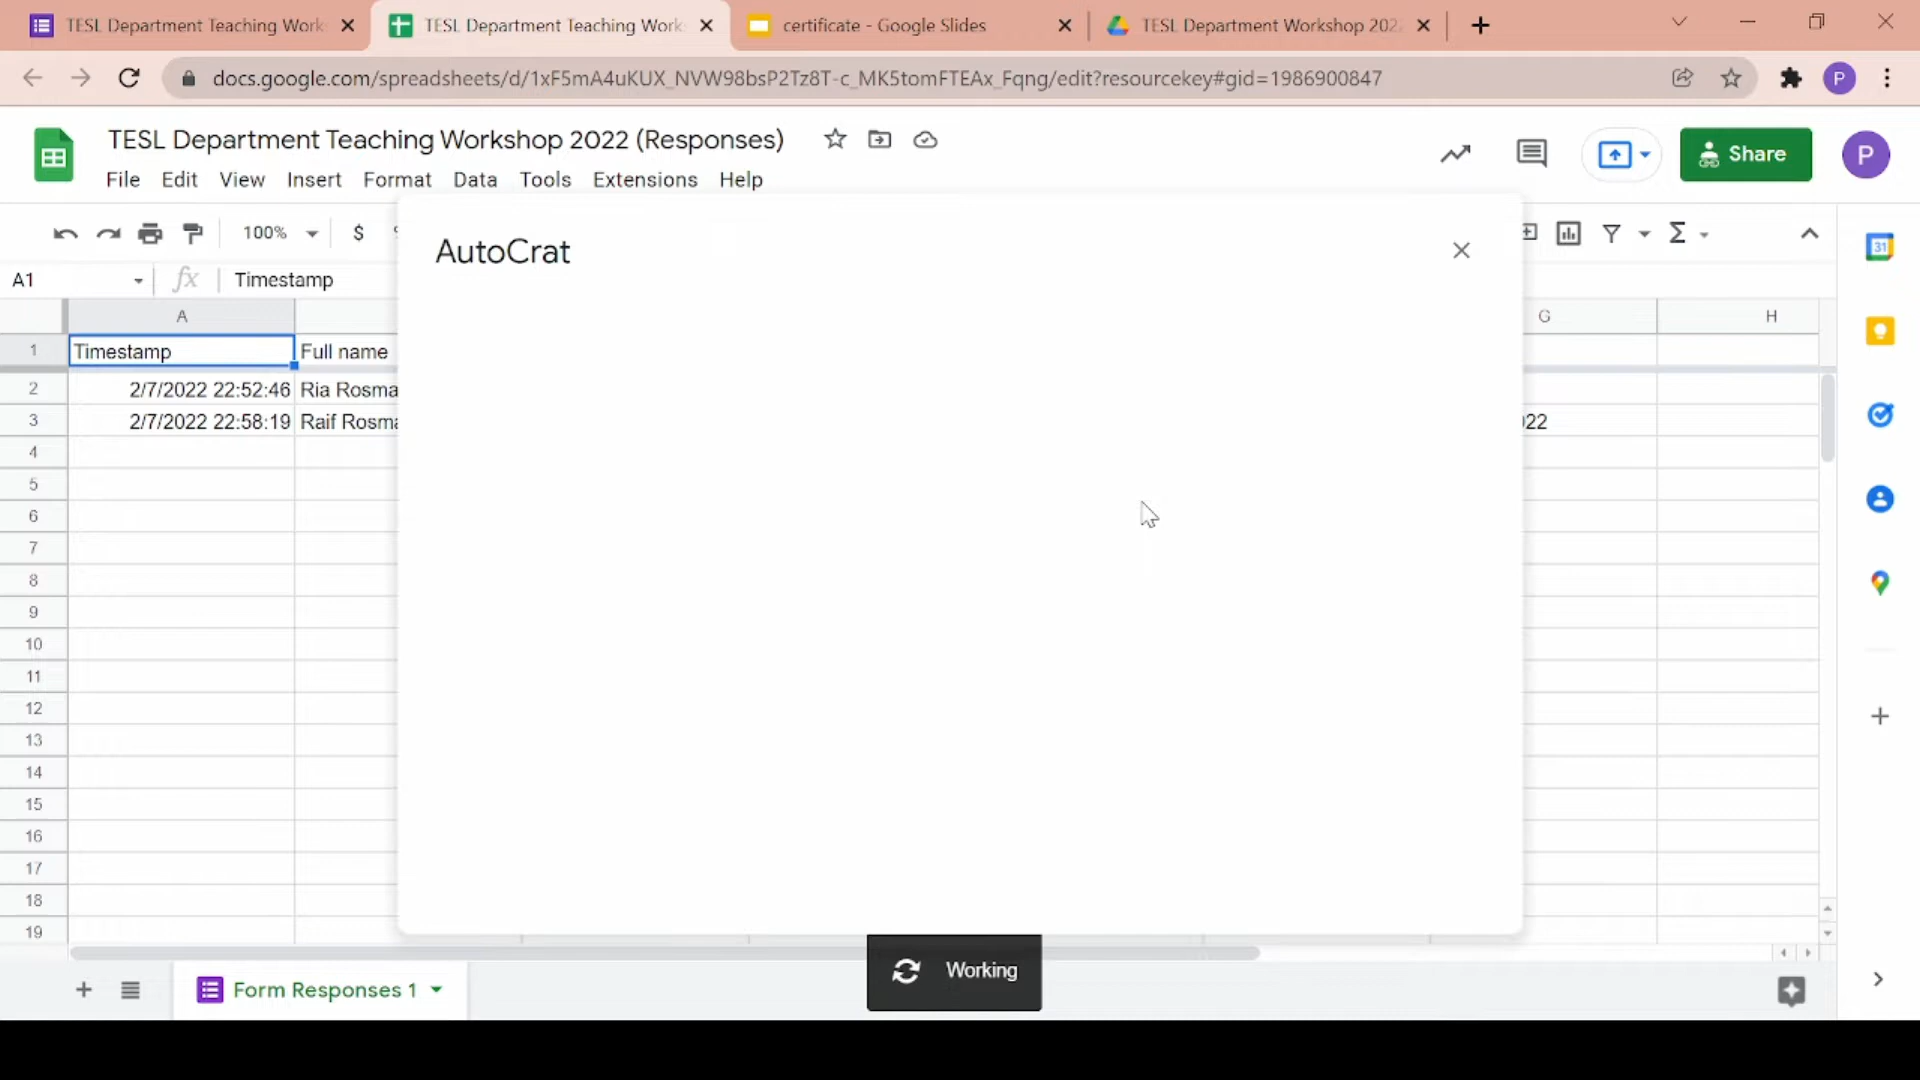 TESL Department Teaching Work
TESL Department Teaching Work
certificate - Google Slides
TESL Department Workshop 202
docs.google.com/spreadsheets/d/1xF5mA4uKUX_NVW98bsP2Tz8T-c_MK5tomFTEAx_Fqng/edit?resourcekey#gid=1986900847
P
TESL Department Teaching Workshop 2022 (Responses)
File Edit View Insert Format Data Tools Extensions Help
Share
P
100% $
AutoCrat
31
A1 fx Timestamp
A G H
1 Timestamp Full name
2 2/7/2022 22:52:46 Ria Rosma
3 2/7/2022 22:58:19 Raif Rosma 022
4
5
6
7
8
9
10
11
12
13
14
15
16
17
18
19
Working
Form Responses 1